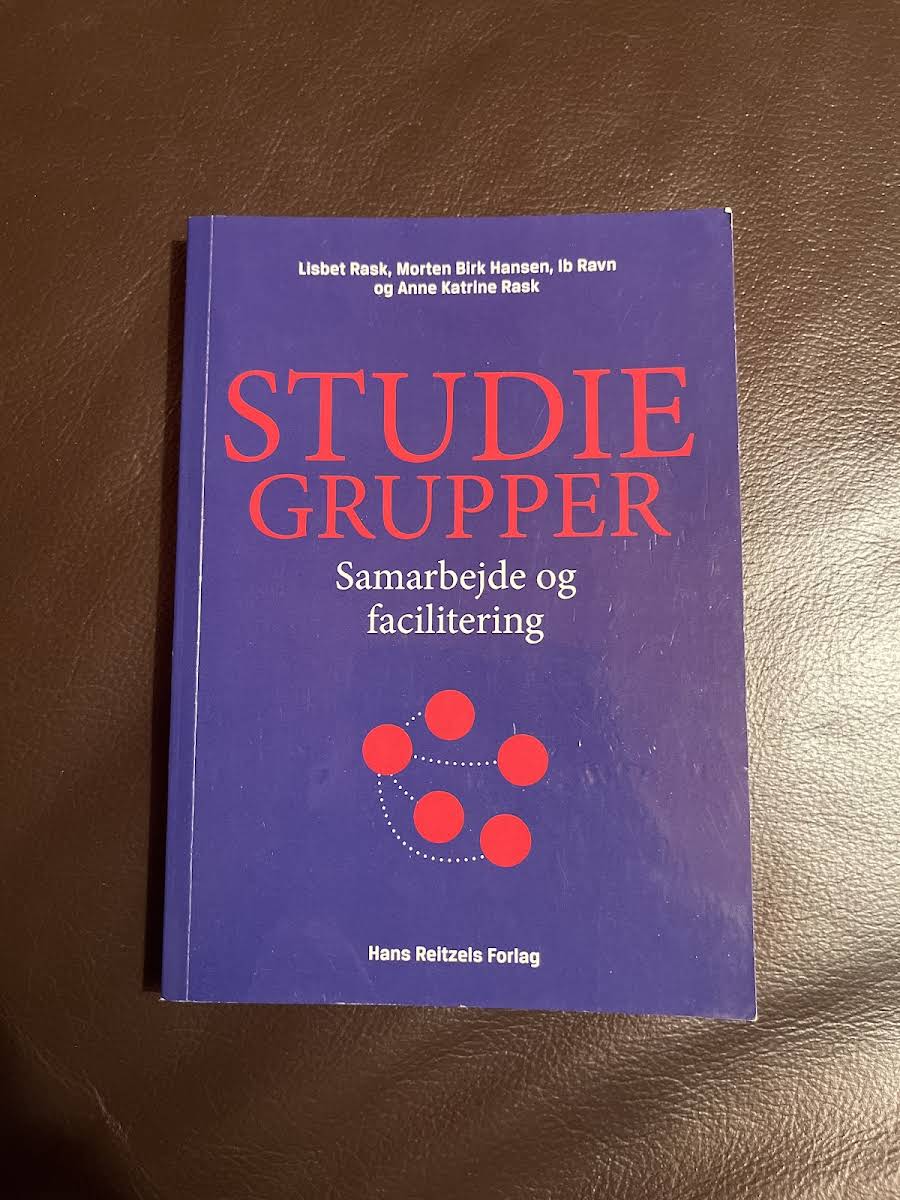 Lisbet Rask, Morten Birk Hansen, Ib Ravn
og Anne Katrine Rask
STUDIE
GRUPPER
Samarbejde og
facilitering
Hans Reitzels Forlag